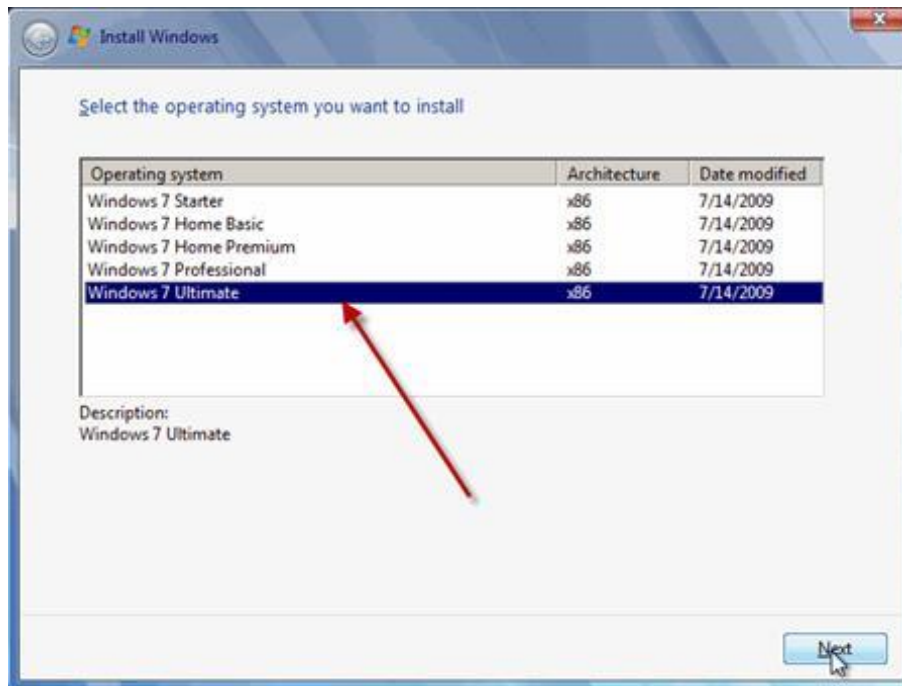 Install Windows
Select the operating system you want to install
Operating system Architecture Date modified
Windows 7 Starter x86 7/14/2009
Windows 7 Home Basic x86 7/14/2009
Windows 7 Home Premium x86 7/14/2009
Windows 7 Professional x86 7/14/2009
Windows 7 Ultimate x86 7/14/2009
Description:
Windows 7 Ultimate
Next